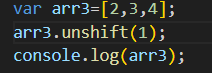 var arr3=[2,3,4];
arr3.unshift(1);
console.log(arr3);